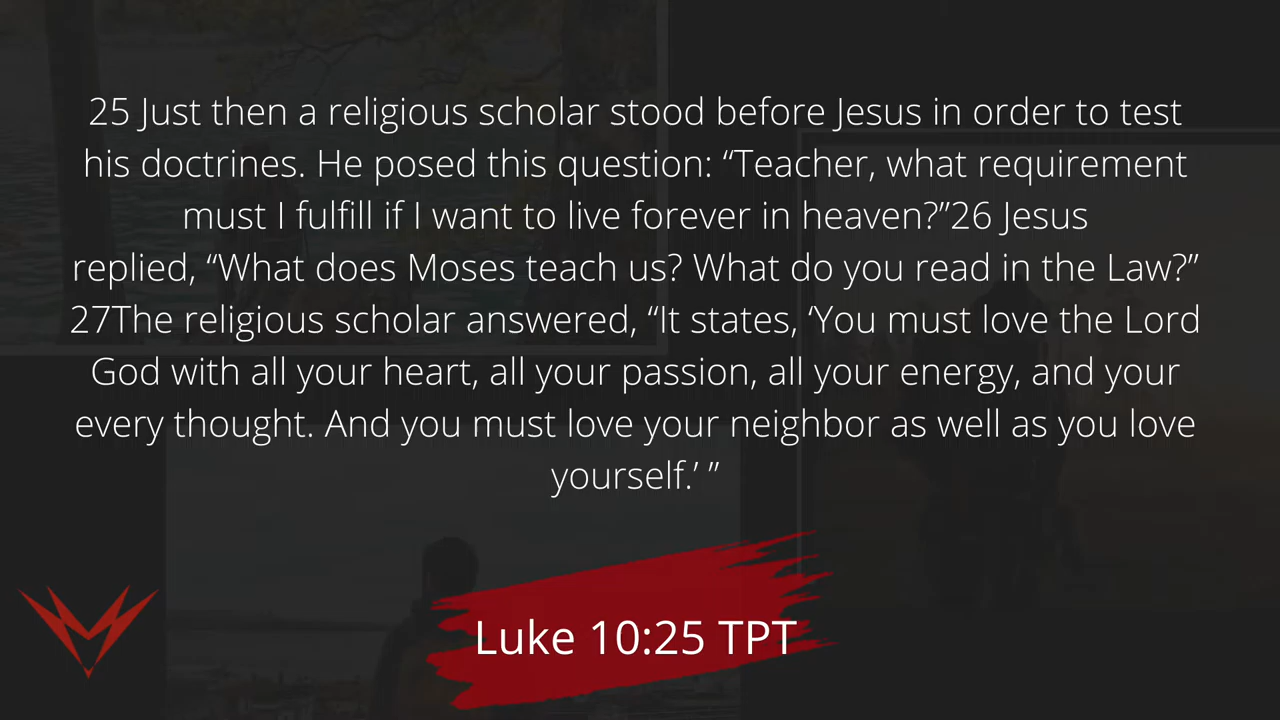 25 Just then a religious scholar stood before Jesus in order to test
his doctrines. He posed this question: “Teacher, what requirement
must I fulfill if I want to live forever in heaven?”26 Jesus
replied, “What does Moses teach us? What do you read in the Law?”
27The religious scholar answered, “It states, ‘You must love the Lord
God with all your heart, all your passion, all your energy, and your
every thought. And you must love your neighbor as well as you love
yourself.’ ”
Luke 10:25 TPT